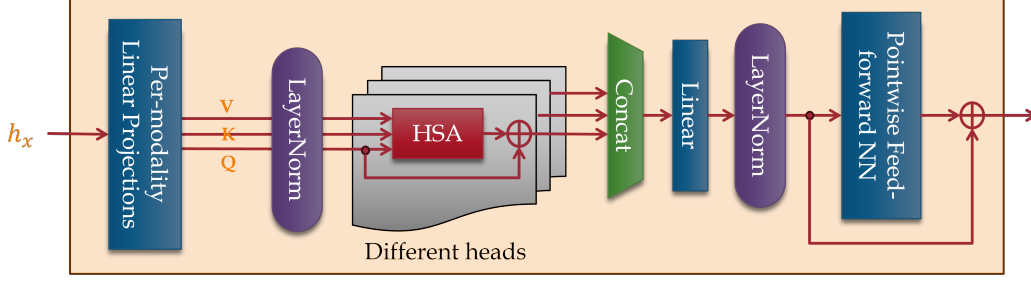 h_x
Per-modality
Linear Projections
V
K
Q
LayerNorm
HSA
Different heads
Concat
Linear
LayerNorm
Pointwise Feed-
forward NN